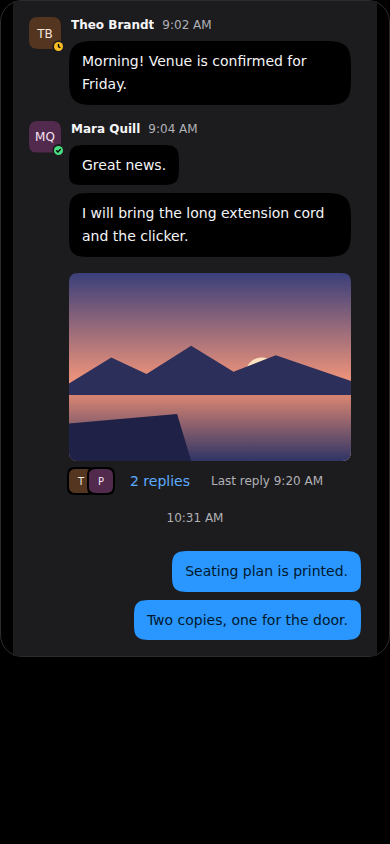 TB
Theo Brandt 9:02 AM
Morning! Venue is confirmed for
Friday.
MQ
Mara Quill 9:04 AM
Great news.
I will bring the long extension cord
and the clicker.
T P 2 replies Last reply 9:20 AM
10:31 AM
Seating plan is printed.
Two copies, one for the door.